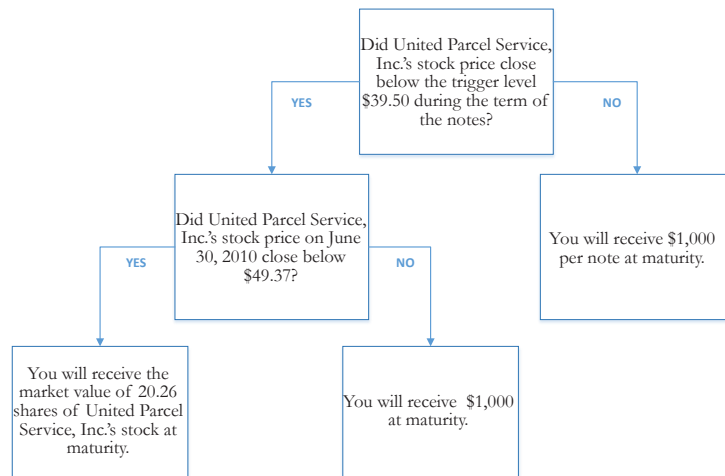 Did United Parcel Service,
Inc.'s stock price close
below the trigger level
$39.50 during the term of
the notes?
YES
NO
Did United Parcel Service,
Inc.'s stock price on June
30, 2010 close below
$49.37?
You will receive $1,000
per note at maturity.
YES
NO
You will receive the
market value of 20.26
shares of United Parcel
Service, Inc.'s stock at
maturity.
You will receive $1,000
at maturity.